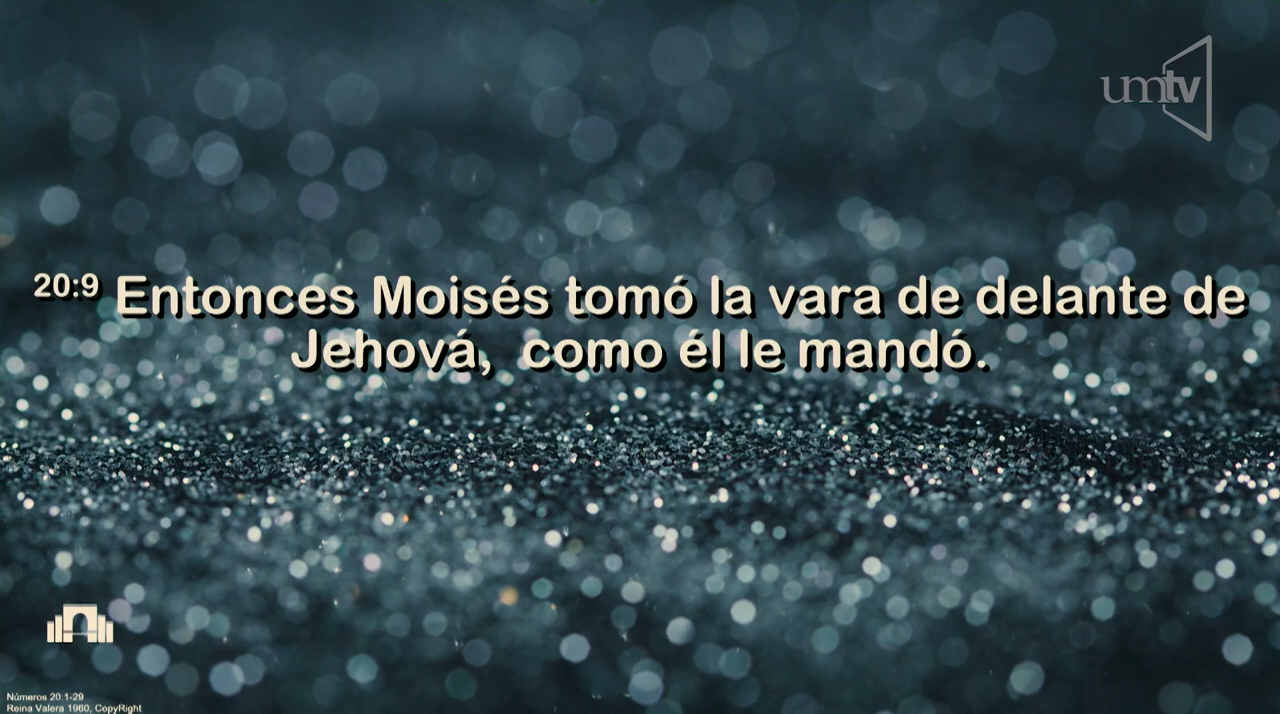 umtv
20:9 Entonces Moisés tomó la vara de delante de
Jehová, como él le mandó.
Números 20:1-29
Reina Valera 1960, CopyRight